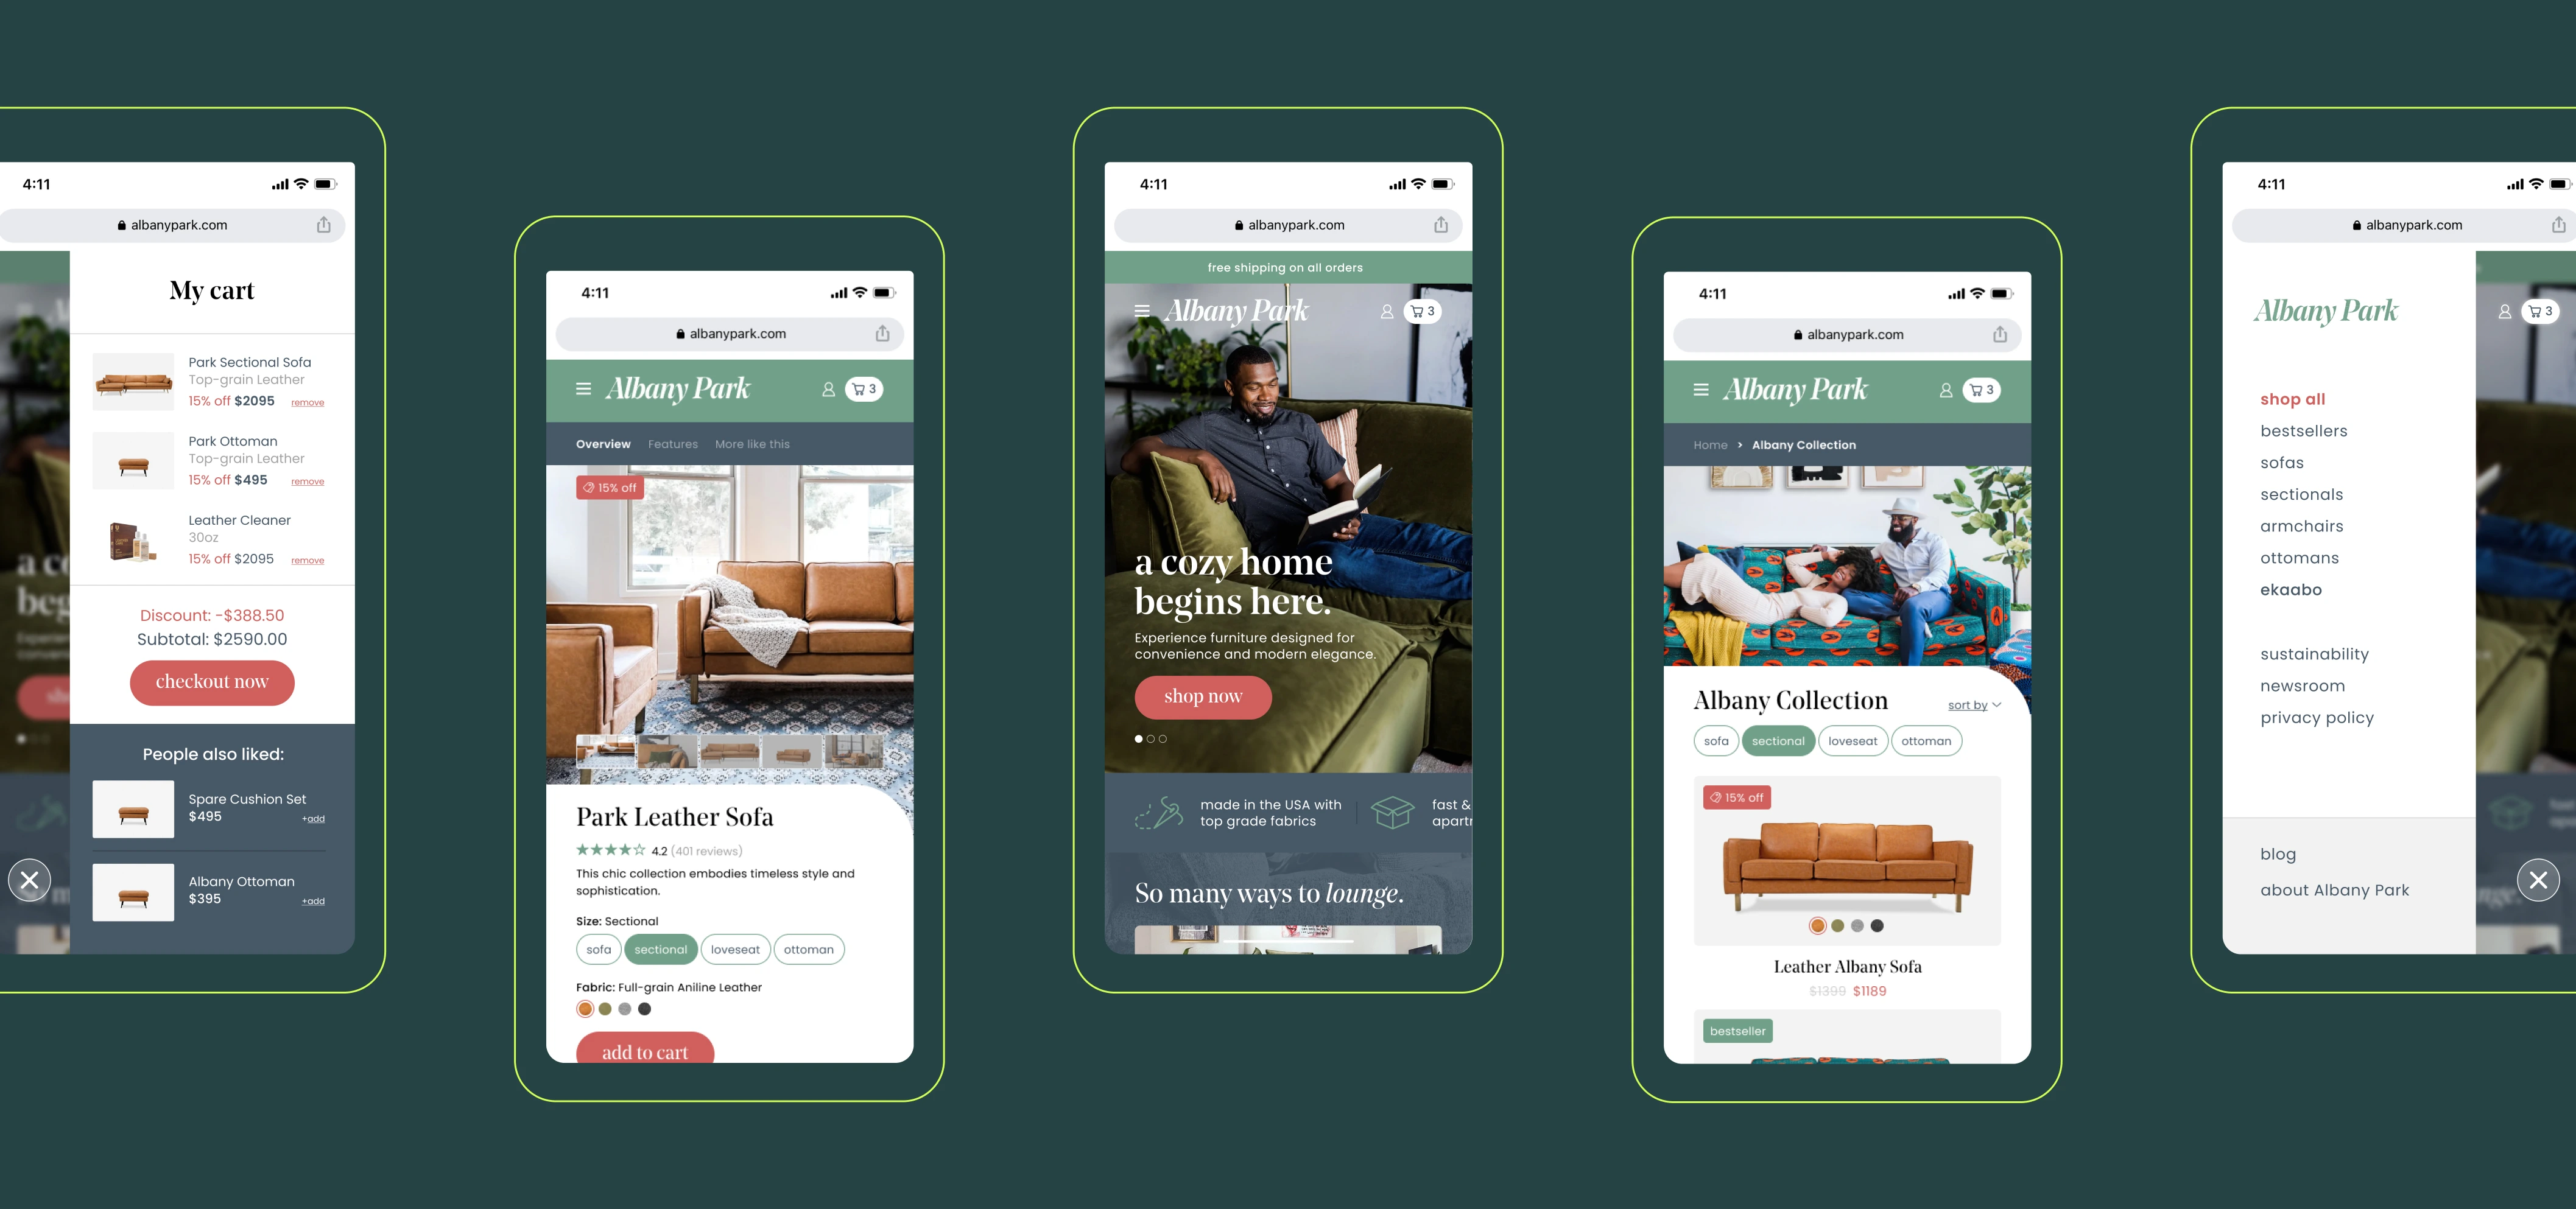 4:11
albanypark.com
My cart
Park Sectional Sofa
Top-grain Leather
15% off $2095 remove
Park Ottoman
Top-grain Leather
15% off $495 remove
Leather Cleaner
30oz
15% off $2095 remove
Discount: -$388.50
Subtotal: $2590.00
checkout now
People also liked:
Spare Cushion Set
$495 +add
Albany Ottoman
$395 +add
4:11
albanypark.com
Albany Park 3
Overview Features More like this
15% off
Park Leather Sofa
4.2 (401 reviews)
This chic collection embodies timeless style and
sophistication.
Size: Sectional
sofa sectional loveseat ottoman
Fabric: Full-grain Aniline Leather
add to cart
4:11
albanypark.com
free shipping on all orders
Albany Park 3
a cozy home
begins here.
Experience furniture designed for
convenience and modern elegance.
shop now
made in the USA with
top grade fabrics
fast &
So many ways to lounge.
4:11
albanypark.com
Albany Park 3
Home > Albany Collection
Albany Collection sort by
sofa sectional loveseat ottoman
15% off
Leather Albany Sofa
$1399 $1189
bestseller
4:11
albanypark.com
Albany Park 3
shop all
bestsellers
sofas
sectionals
armchairs
ottomans
ekaabo
sustainability
newsroom
privacy policy
blog
about Albany Park